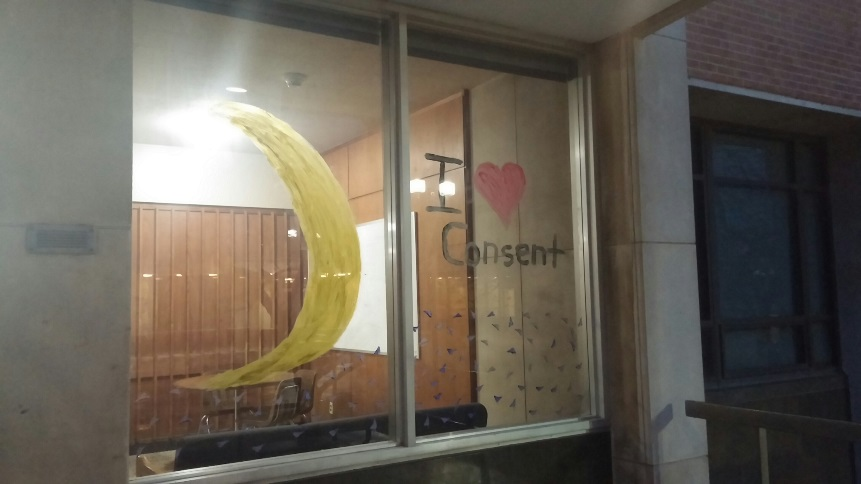 I ❤
Consent